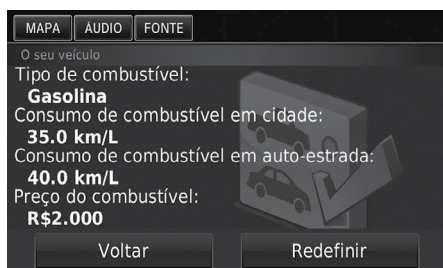 MAPA ÁUDIO FONTE
O seu veículo
Tipo de combustível:
Gasolina
Consumo de combustível em cidade:
35.0 km/L
Consumo de combustível em auto-estrada:
40.0 km/L
Preço do combustível:
R$2.000
Voltar Redefinir